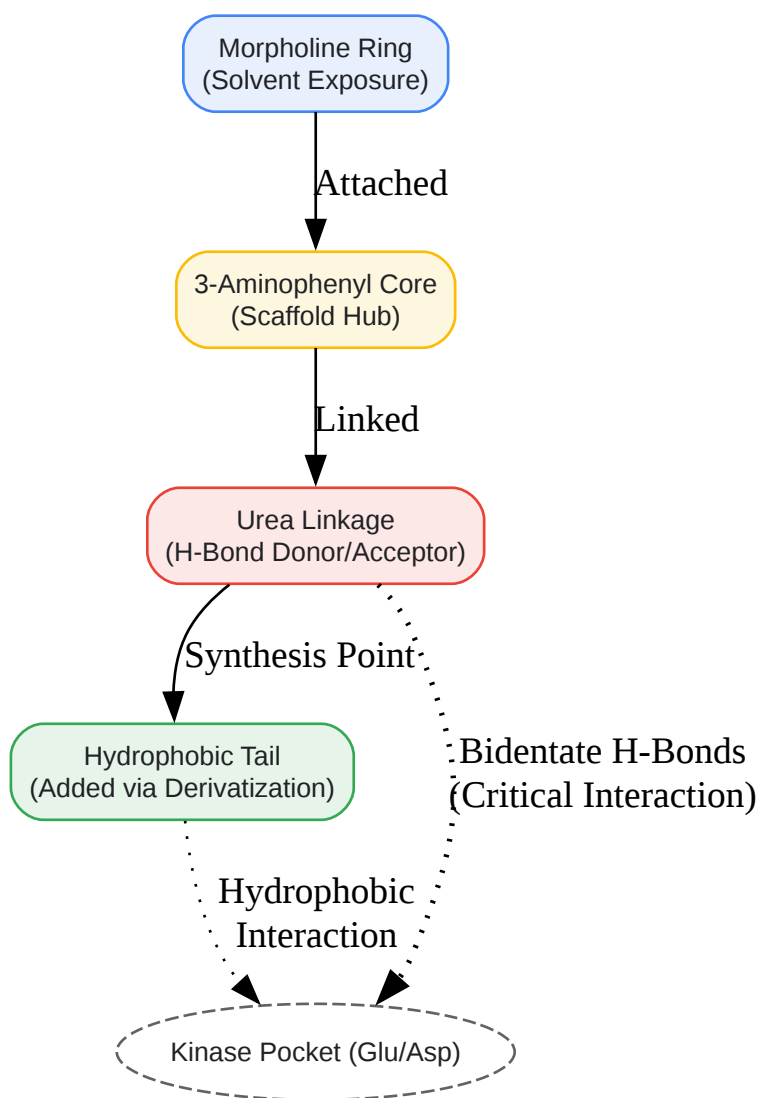 Morpholine Ring
(Solvent Exposure)
Attached
3-Aminophenyl Core
(Scaffold Hub)
Linked
Urea Linkage
(H-Bond Donor/Acceptor)
Synthesis Point
Hydrophobic Tail
(Added via Derivatization)
Bidentate H-Bonds
(Critical Interaction)
Hydrophobic
Interaction
Kinase Pocket (Glu/Asp)